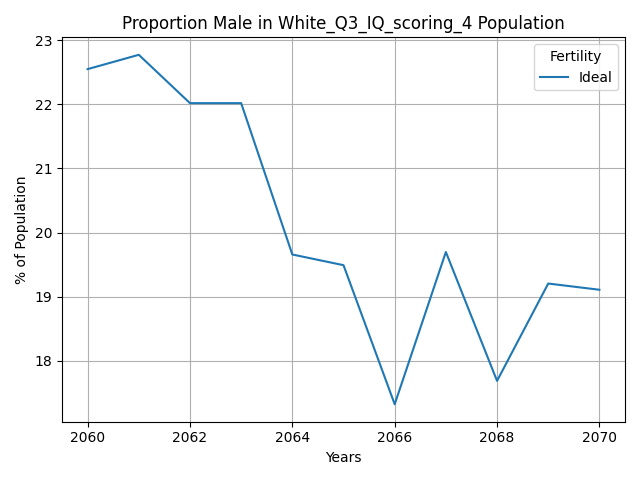 Proportion Male in White_Q3_IQ_scoring_4 Population
Fertility
Ideal
% of Population
23
22
21
20
19
18
2060 2062 2064 2066 2068 2070
Years